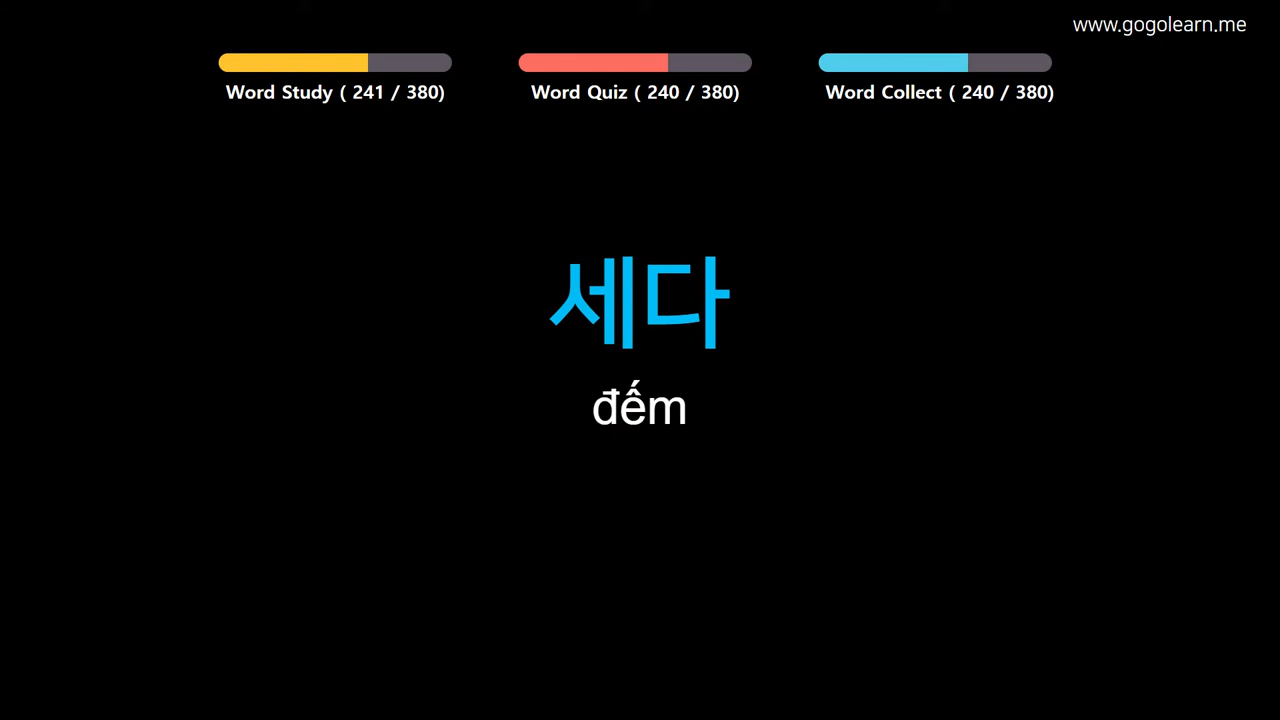 www.gogolearn.me
Word Study ( 241 / 380)
Word Quiz ( 240 / 380)
Word Collect ( 240 / 380)
세다
đếm